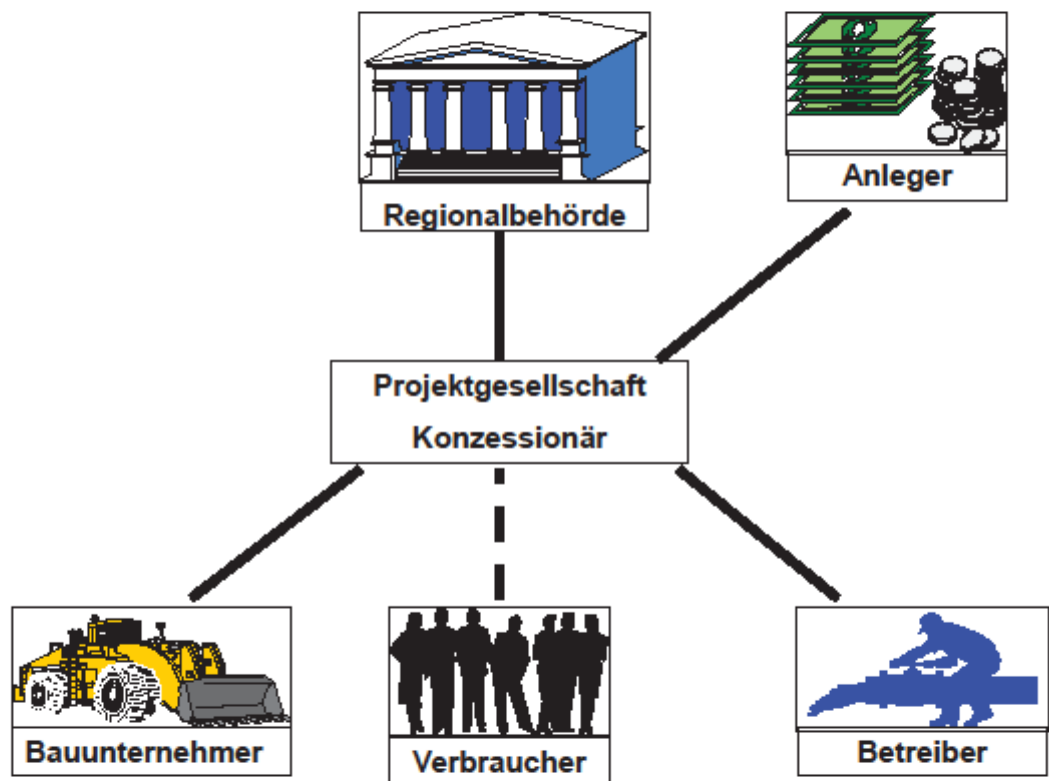 Regionalbehörde
Anleger
Projektgesellschaft
Konzessionär
Bauunternehmer
Verbraucher
Betreiber